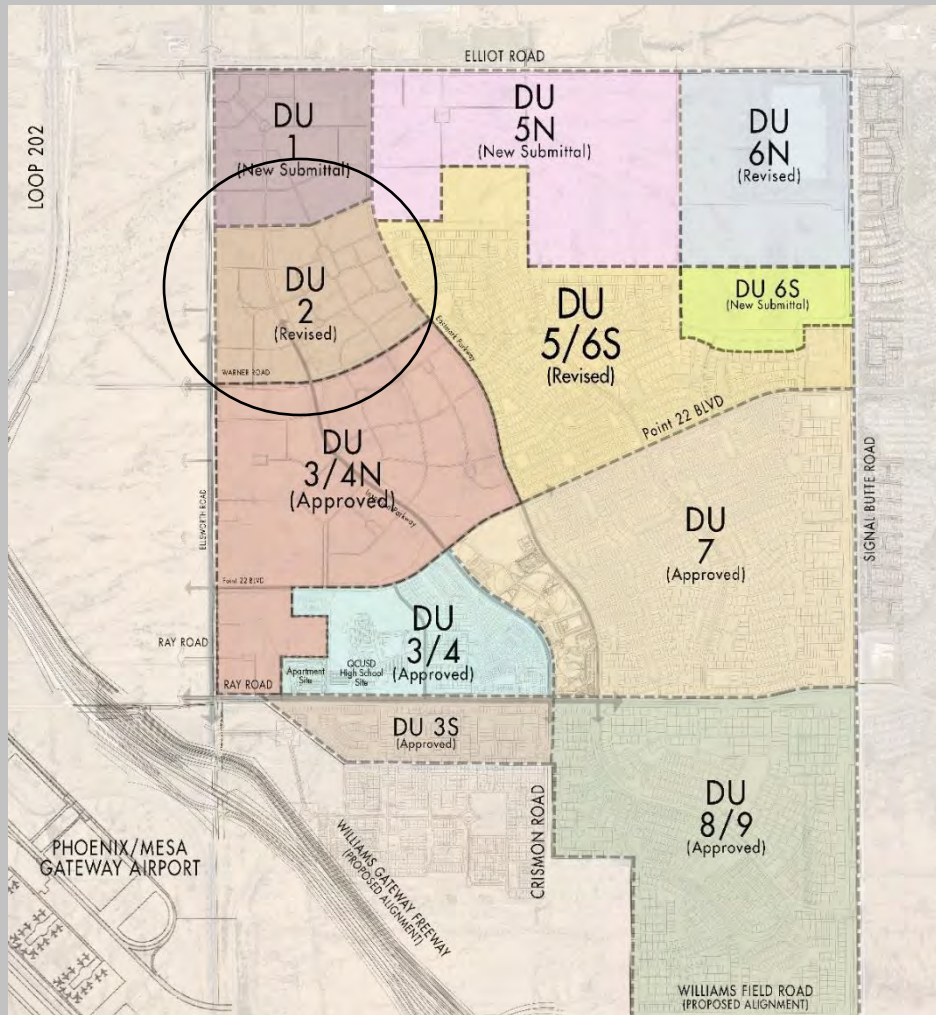 ELLIOT ROAD
LOOP 202
DU
1
(New Submittal)
DU
5N
(New Submittal)
DU
6N
(Revised)
DU
2
(Revised)
WARNER ROAD
DU 6S
(New Submittal)
DU
5/6S
(Revised)
Eastmark Parkway
Point 22 BLVD
DU
3/4N
(Approved)
Parkway
ELLSWORTH ROAD
SIGNAL BUTTE ROAD
DU
7
(Approved)
Point 22 BLVD
RAY ROAD
DU
3/4
(Approved)
Apartment
Site
QCUSD
High School
Site
RAY ROAD
DU 3S
(Approved)
CRISMON ROAD
DU
8/9
(Approved)
PHOENIX/MESA
GATEWAY AIRPORT
WILLIAMS GATEWAY FREEWAY
(PROPOSED ALIGNMENT)
WILLIAMS FIELD ROAD
(PROPOSED ALIGNMENT)